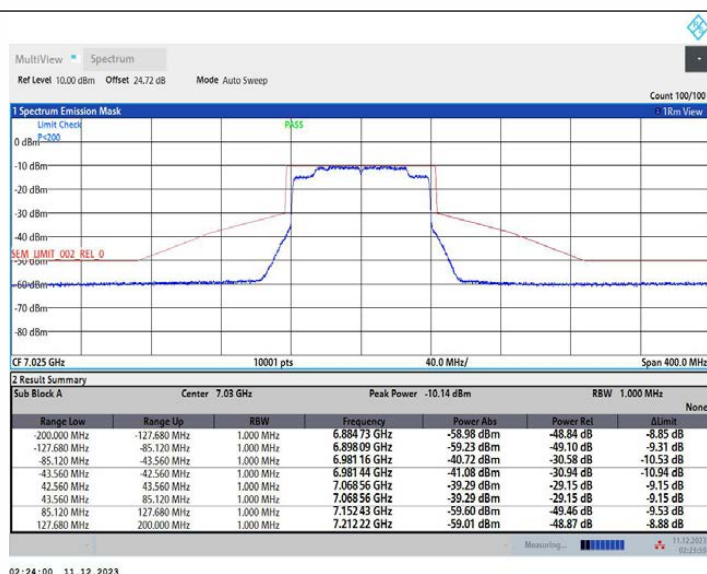 MultiView Spectrum
Ref Level 10.00 dBm Offset 24.72 dB Mode Auto Sweep
Count 100/100
1 Spectrum Emission Mask 1Rm View
Limit Check PASS
P<200
0 dBm
-10 dBm
-20 dBm
-30 dBm
-40 dBm
SEM_LIMIT_002_REL_0
-50 dBm
-60 dBm
-70 dBm
-80 dBm
CF 7.025 GHz 10001 pts 40.0 MHz/ Span 400.0 MHz
2 Result Summary
Sub Block A Center 7.03 GHz Peak Power -10.14 dBm RBW 1.000 MHz
None
Range Low Range Up RBW Frequency Power Abs Power Rel ΔLimit
-200.000 MHz -127.680 MHz 1.000 MHz 6.884 73 GHz -58.98 dBm -48.84 dB -8.85 dB
-127.680 MHz -85.120 MHz 1.000 MHz 6.898 09 GHz -59.23 dBm -49.10 dB -9.31 dB
-85.120 MHz -43.560 MHz 1.000 MHz 6.981 16 GHz -40.72 dBm -30.58 dB -10.53 dB
-43.560 MHz -42.560 MHz 1.000 MHz 6.981 44 GHz -41.08 dBm -30.94 dB -10.94 dB
42.560 MHz 43.560 MHz 1.000 MHz 7.068 56 GHz -39.29 dBm -29.15 dB -9.15 dB
43.560 MHz 85.120 MHz 1.000 MHz 7.068 56 GHz -39.29 dBm -29.15 dB -9.15 dB
85.120 MHz 127.680 MHz 1.000 MHz 7.152 43 GHz -59.60 dBm -49.46 dB -9.53 dB
127.680 MHz 200.000 MHz 1.000 MHz 7.212 22 GHz -59.01 dBm -48.87 dB -8.88 dB
Measuring... 11.12.2023
02:24:00 11.12.2023